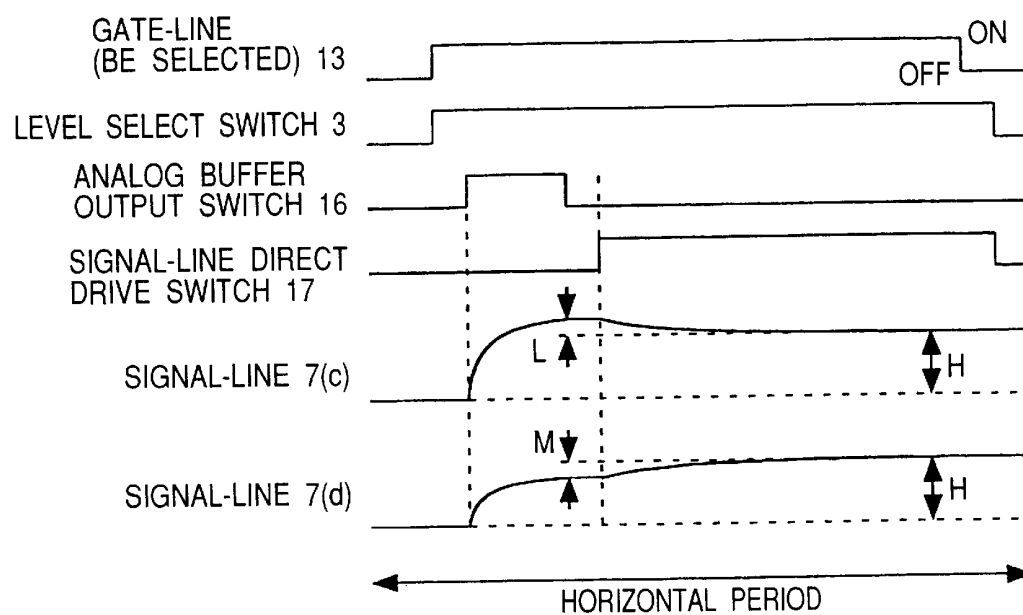 GATE-LINE
(BE SELECTED) 13
ON
OFF
LEVEL SELECT SWITCH 3
ANALOG BUFFER
OUTPUT SWITCH 16
SIGNAL-LINE DIRECT
DRIVE SWITCH 17
L
H
SIGNAL-LINE 7(c)
M
H
SIGNAL-LINE 7(d)
HORIZONTAL PERIOD